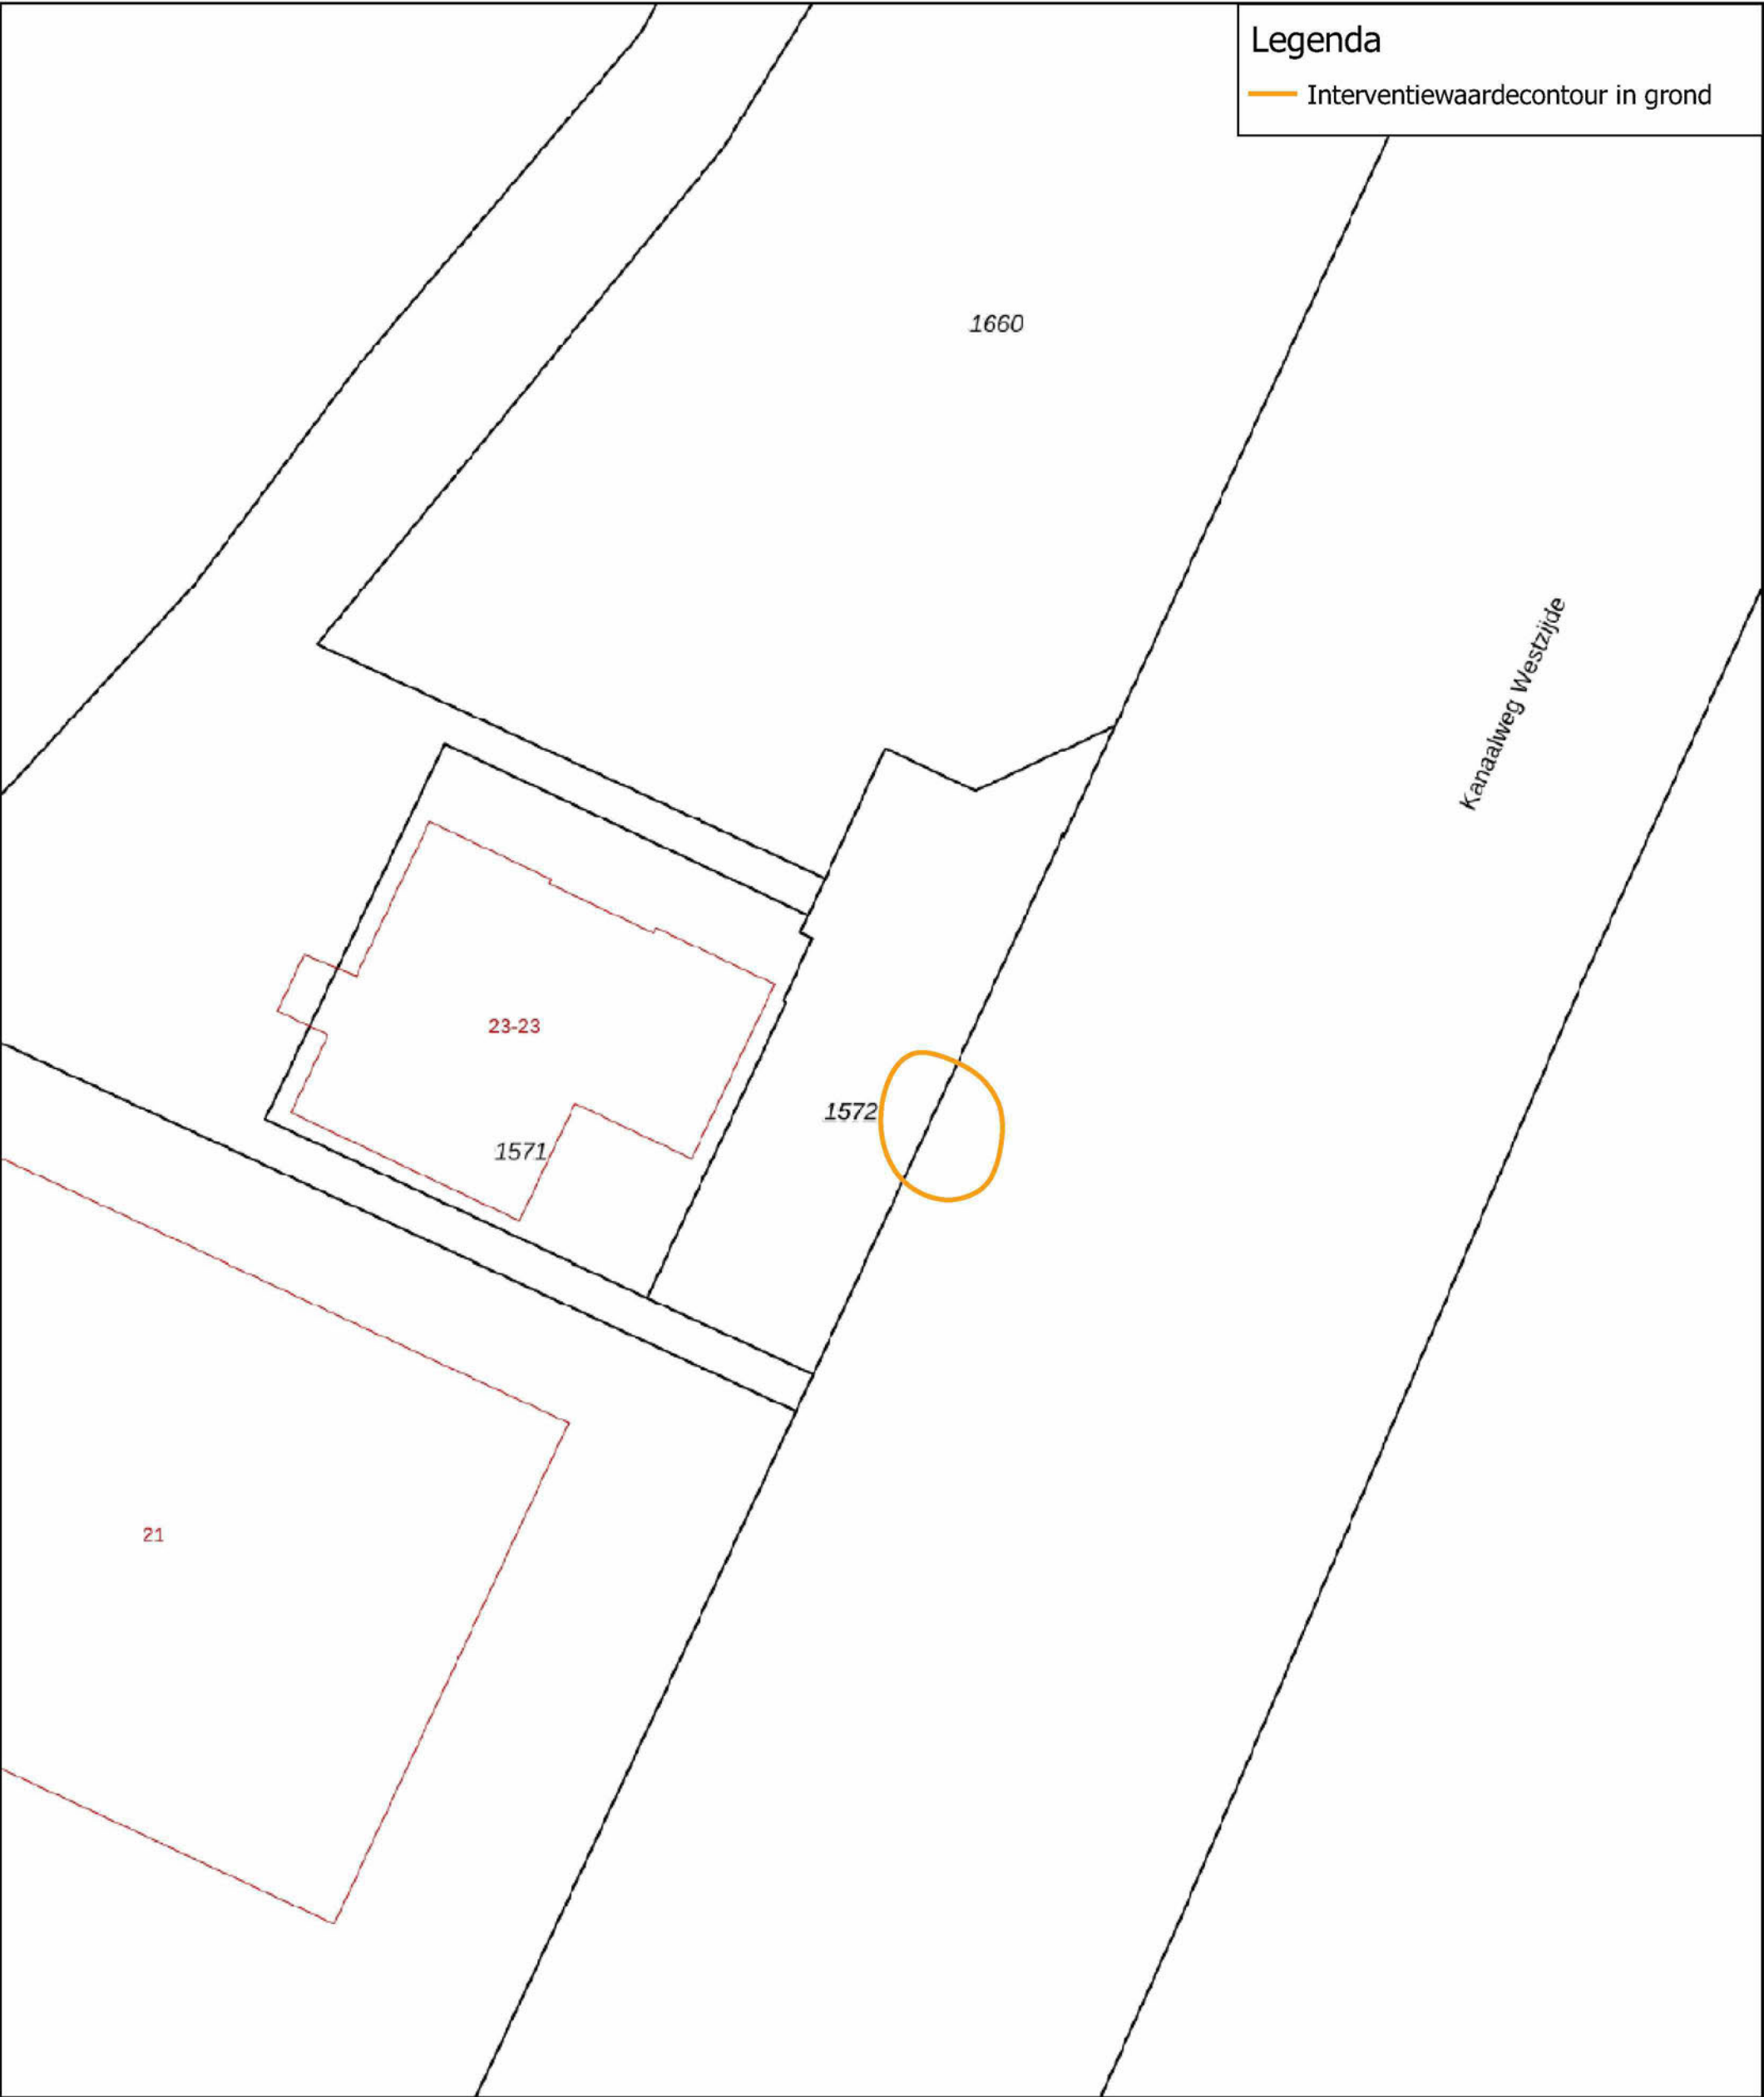 Legenda
Interventiewaardecontour in grond
1660
Kanaalweg Westzijde
23-23
1572
1571
21